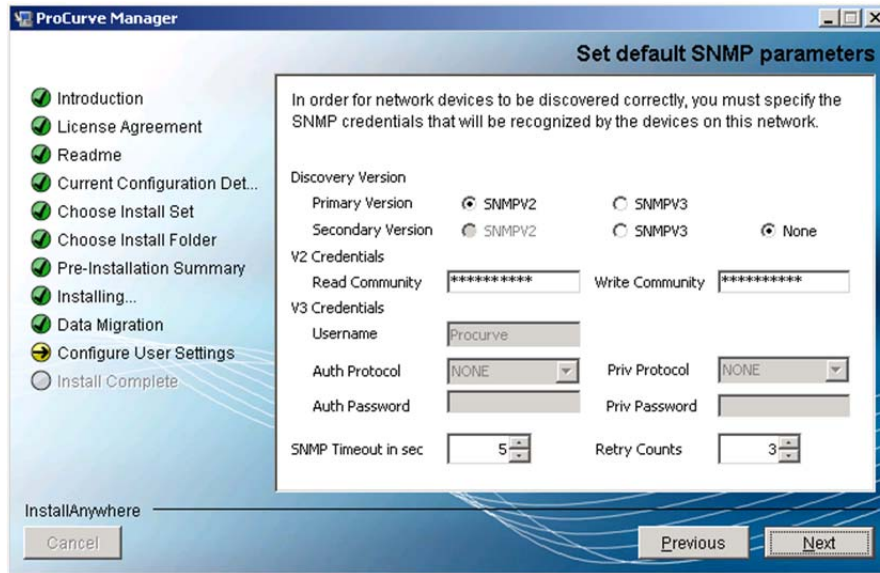 ProCurve Manager
Set default SNMP parameters
Introduction
License Agreement
Readme
Current Configuration Det...
Choose Install Set
Choose Install Folder
Pre-Installation Summary
Installing...
Data Migration
Configure User Settings
Install Complete
In order for network devices to be discovered correctly, you must specify the
SNMP credentials that will be recognized by the devices on this network.
Discovery Version
Primary Version SNMPV2 SNMPV3
Secondary Version SNMPV2 SNMPV3 None
V2 Credentials
Read Community ********** Write Community **********
V3 Credentials
Username Procurve
Auth Protocol NONE Priv Protocol NONE
Auth Password Priv Password
SNMP Timeout in sec 5 Retry Counts 3
InstallAnywhere
Cancel Previous Next